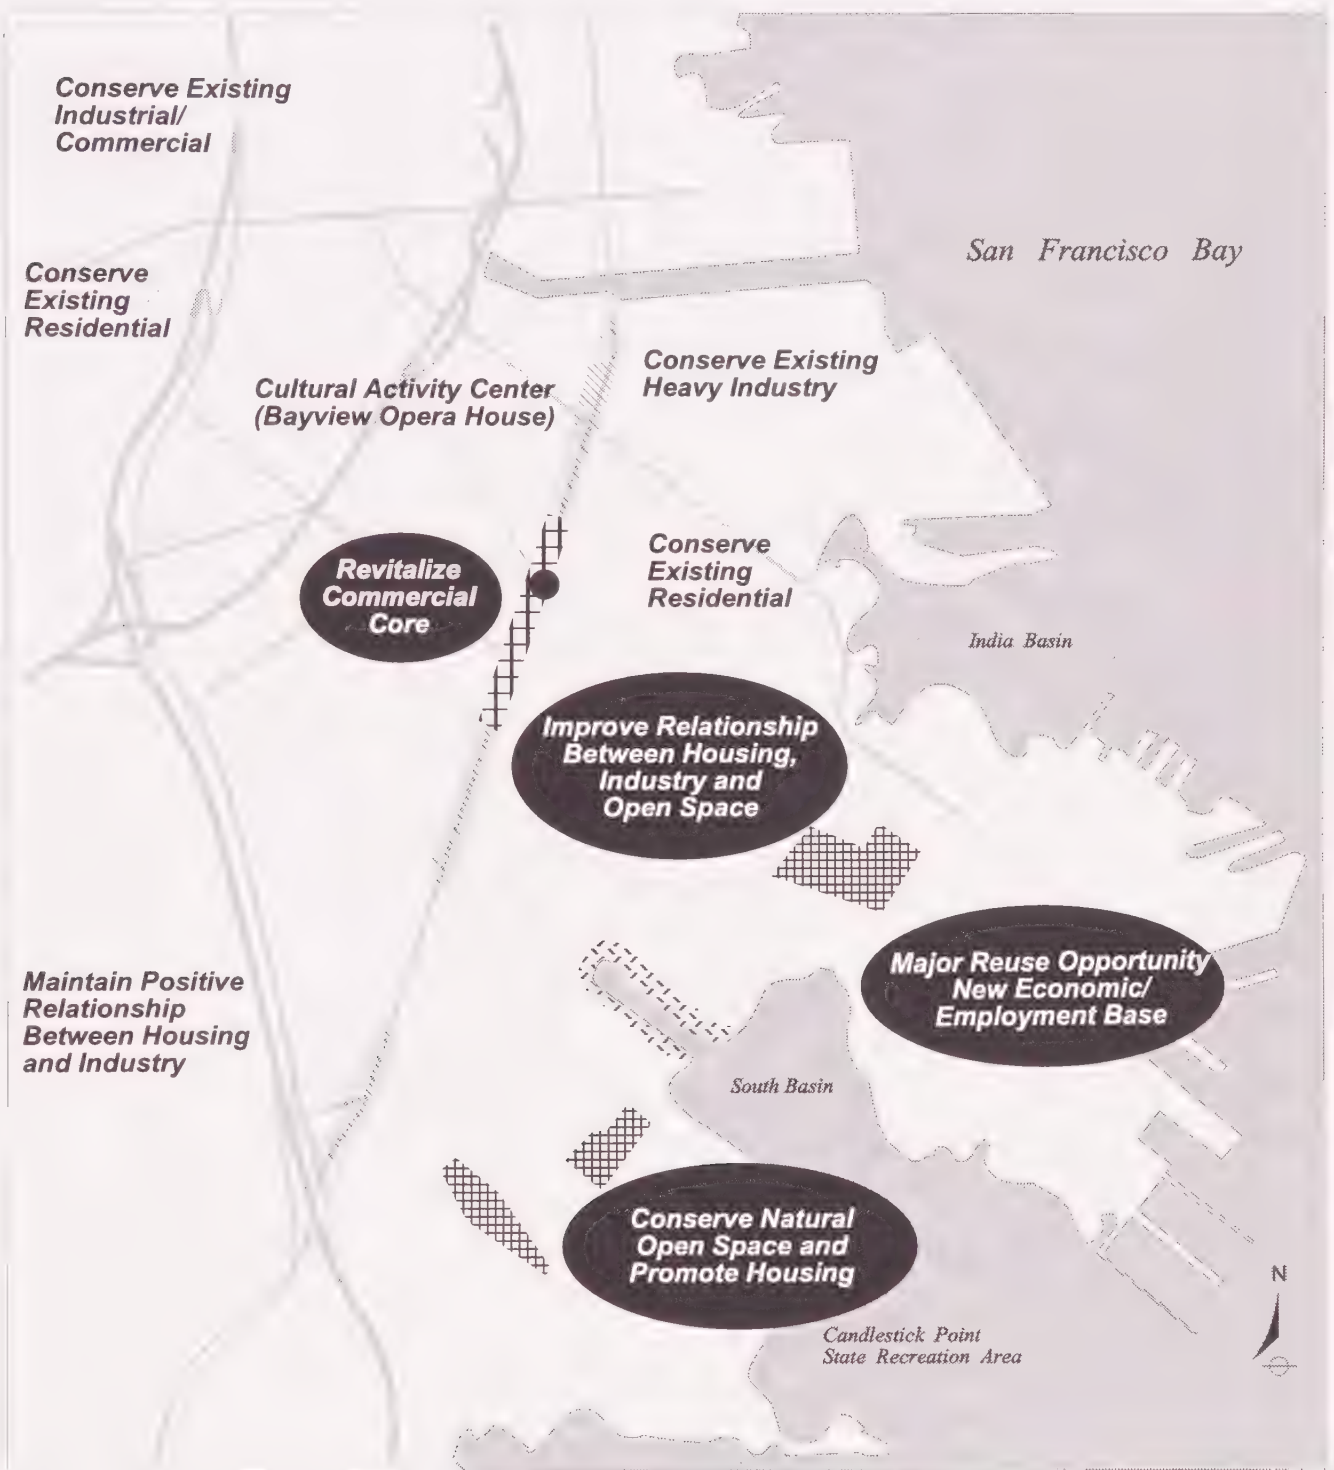 Conserve Existing
Industrial/
Commercial
San Francisco Bay
Conserve
Existing
Residential
Conserve Existing
Heavy Industry
Cultural Activity Center
(Bayview Opera House)
Revitalize
Commercial
Core
Conserve
Existing
Residential
India Basin
Improve Relationship
Between Housing,
Industry and
Open Space
Major Reuse Opportunity
New Economic/
Employment Base
Maintain Positive
Relationship
Between Housing
and Industry
South Basin
Conserve Natural
Open Space and
Promote Housing
N
Candlestick Point
State Recreation Area